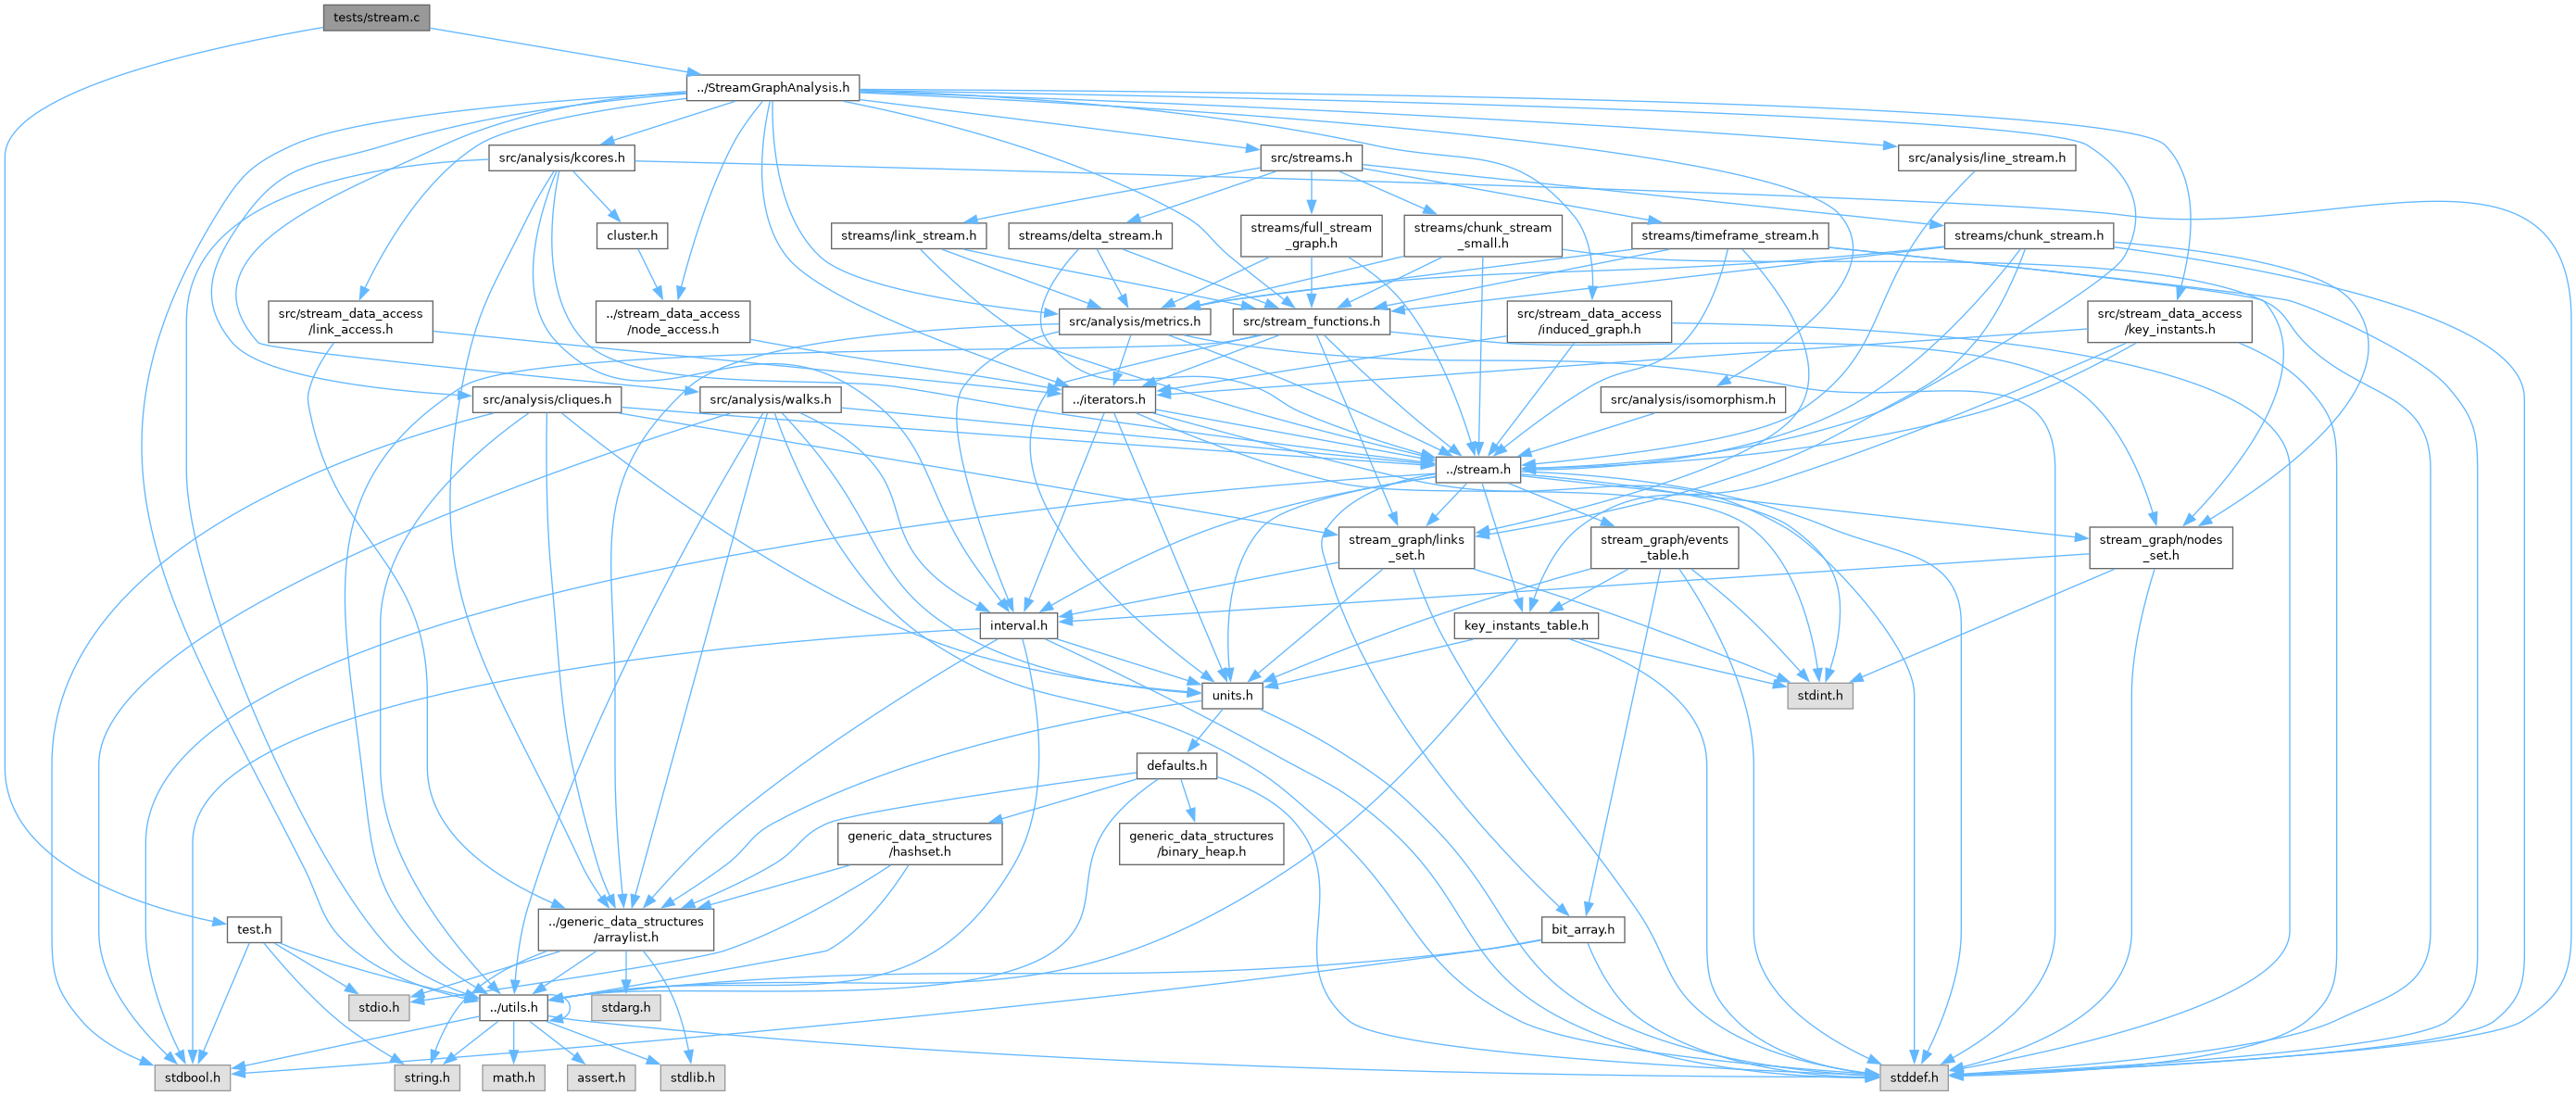 tests/stream.c
../StreamGraphAnalysis.h
src/analysis/kcores.h
src/streams.h
src/analysis/line_stream.h
cluster.h
streams/link_stream.h
streams/delta_stream.h
streams/full_stream
_graph.h
streams/chunk_stream
_small.h
streams/timeframe_stream.h
streams/chunk_stream.h
src/stream_data_access
/link_access.h
../stream_data_access
/node_access.h
src/analysis/metrics.h
src/stream_functions.h
src/stream_data_access
/induced_graph.h
src/stream_data_access
/key_instants.h
src/analysis/cliques.h
src/analysis/walks.h
../iterators.h
src/analysis/isomorphism.h
../stream.h
stream_graph/links
_set.h
stream_graph/events
_table.h
stream_graph/nodes
_set.h
interval.h
key_instants_table.h
units.h
stdint.h
defaults.h
generic_data_structures
/hashset.h
generic_data_structures
/binary_heap.h
test.h
../generic_data_structures
/arraylist.h
bit_array.h
stdio.h
../utils.h
stdarg.h
stdbool.h
string.h
math.h
assert.h
stdlib.h
stddef.h